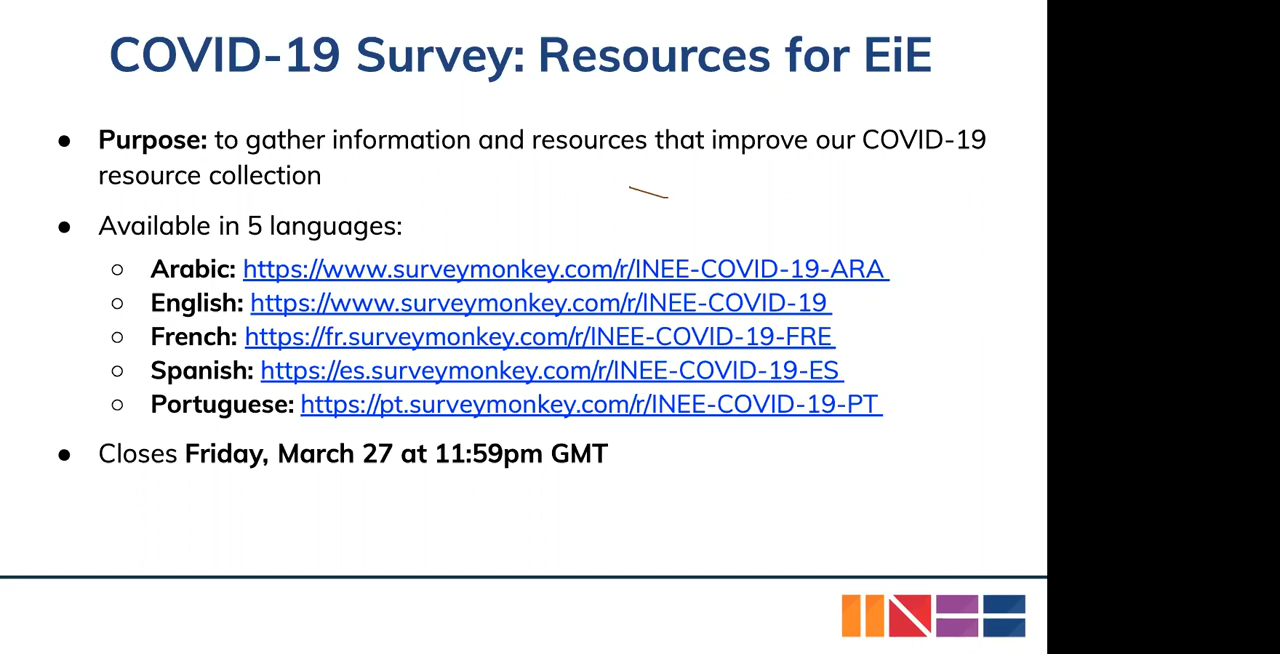 COVID-19 Survey: Resources for EiE
● Purpose: to gather information and resources that improve our COVID-19
resource collection
● Available in 5 languages:
○ Arabic: https://www.surveymonkey.com/r/INEE-COVID-19-ARA
○ English: https://www.surveymonkey.com/r/INEE-COVID-19
○ French: https://fr.surveymonkey.com/r/INEE-COVID-19-FRE
○ Spanish: https://es.surveymonkey.com/r/INEE-COVID-19-ES
○ Portuguese: https://pt.surveymonkey.com/r/INEE-COVID-19-PT
● Closes Friday, March 27 at 11:59pm GMT
INEE